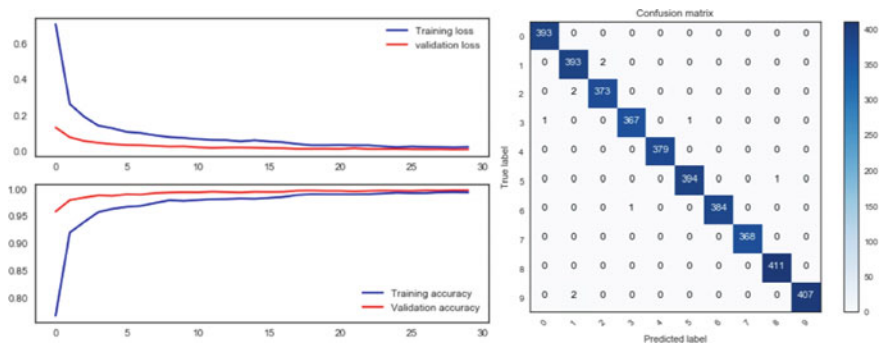 Training loss
validation loss
0.6
0.4
0.2
0.0
0 5 10 15 20 25 30
1.00
0.95
0.90
0.85
0.80
Training accuracy
Validation accuracy
0 5 10 15 20 25 30
Confusion matrix
True label
0 393 0 0 0 0 0 0 0 0 0
1 0 393 2 0 0 0 0 0 0 0
2 0 2 373 0 0 0 0 0 0 0
3 1 0 0 367 0 1 0 0 0 0
4 0 0 0 0 379 0 0 0 0 0
5 0 0 0 0 0 394 0 0 1 0
6 0 0 0 1 0 0 384 0 0 0
7 0 0 0 0 0 0 0 368 0 0
8 0 0 0 0 0 0 0 0 411 0
9 0 2 0 0 0 0 0 0 0 407
0 1 2 3 4 5 6 7 8 9
Predicted label
400
350
300
250
200
150
100
50
0